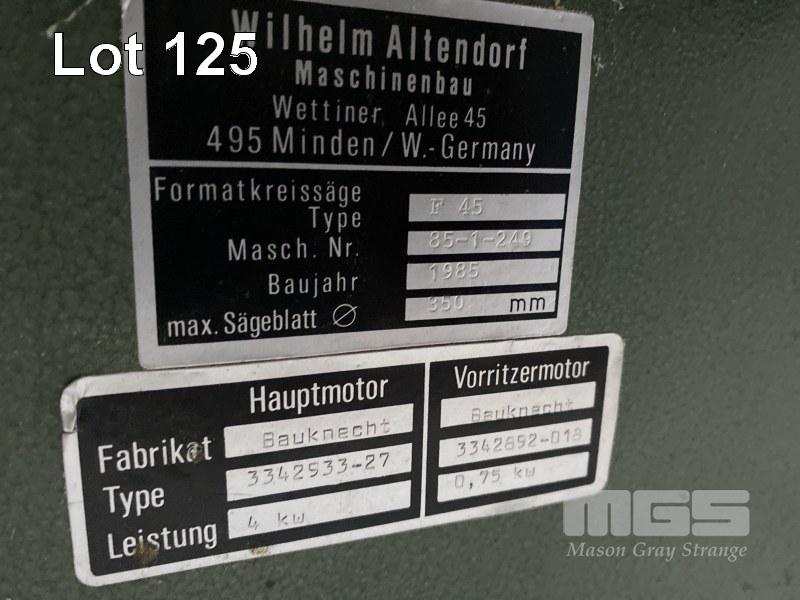 Lot 125
Wilhelm Altendorf
Maschinenbau
Wettiner Allee 45
495 Minden / W.-Germany
Formatkreissäge
Type F 45
Masch. Nr. 85-1-249
Baujahr 1985
max. Sägeblatt ∅ 350 mm
Hauptmotor Vorritzermotor
Fabrikat Bauknecht Bauknecht
Type 3342533-27 3342892-018
Leistung 4 kw 0,75 kw
MGS
Mason Gray Strange